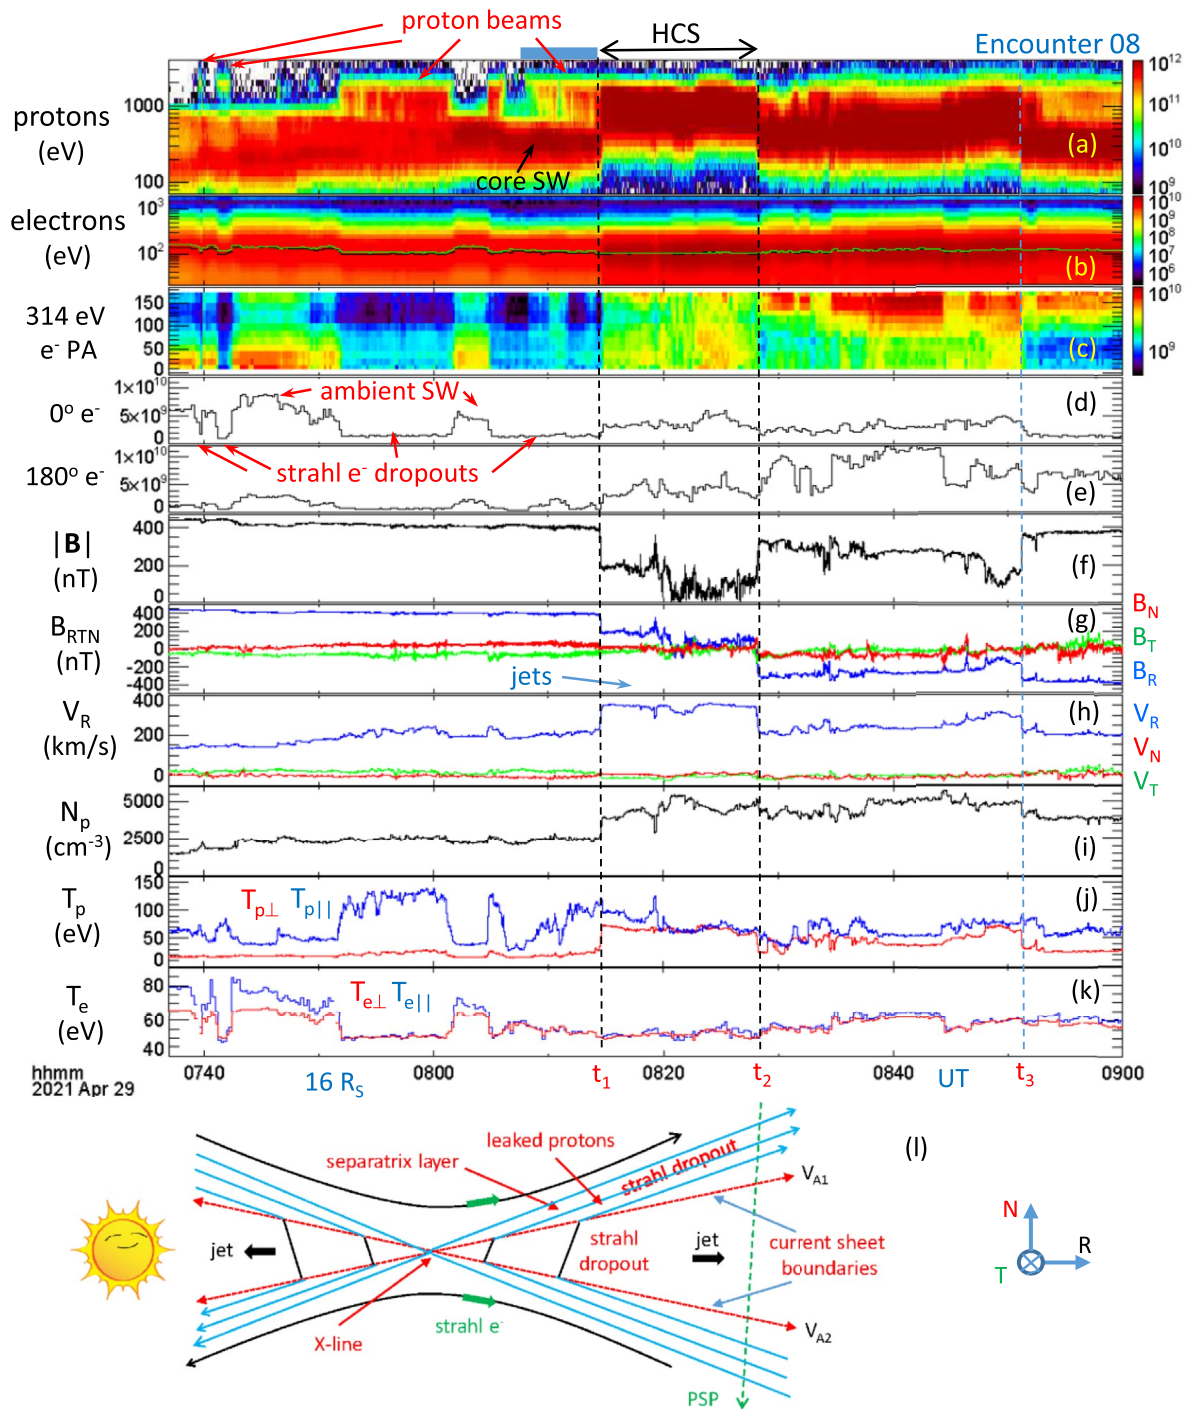 proton beams
HCS
Encounter 08
protons
(eV)
1000
100
core SW
(a)
10¹²
10¹¹
10¹⁰
10⁹
electrons
(eV)
10³
10²
(b)
10¹⁰
10⁹
10⁸
10⁷
10⁶
314 eV
e⁻ PA
150
100
50
0
(c)
10¹⁰
10⁹
0º e⁻
1×10¹⁰
5×10⁹
0
ambient SW
(d)
180º e⁻
1×10¹⁰
5×10⁹
0
strahl e⁻ dropouts
(e)
|B|
(nT)
400
200
0
(f)
B_RTN
(nT)
400
200
0
-200
-400
jets
(g)
B_N
B_T
B_R
V_R
(km/s)
400
200
0
(h)
V_R
V_N
V_T
N_p
(cm⁻³)
5000
2500
0
(i)
T_p
(eV)
150
100
50
0
T_p⊥ T_p||
(j)
T_e
(eV)
80
60
40
T_e⊥ T_e||
(k)
hhmm
2021 Apr 29
0740
16 R_S
0800
t₁
0820
t₂
0840
UT
t₃
0900
(l)
leaked protons
separatrix layer
strahl dropout
V_A1
jet
strahl
dropout
jet
current sheet
boundaries
strahl e⁻
X-line
V_A2
PSP
N
R
T